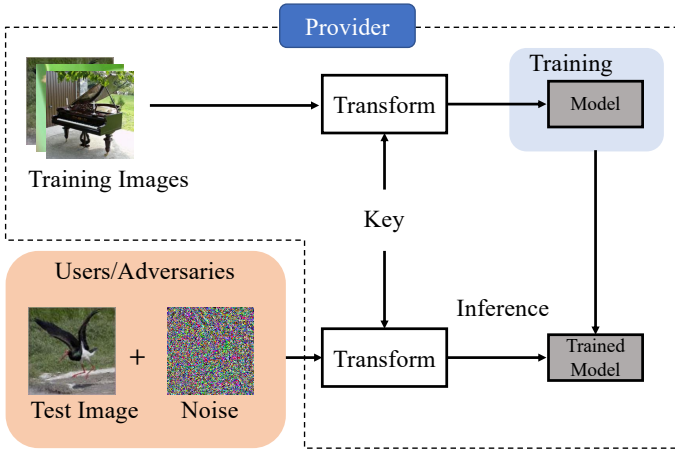 Provider
Training
Transform
Model
Training Images
Key
Users/Adversaries
Inference
+
Transform
Trained
Model
Test Image
Noise